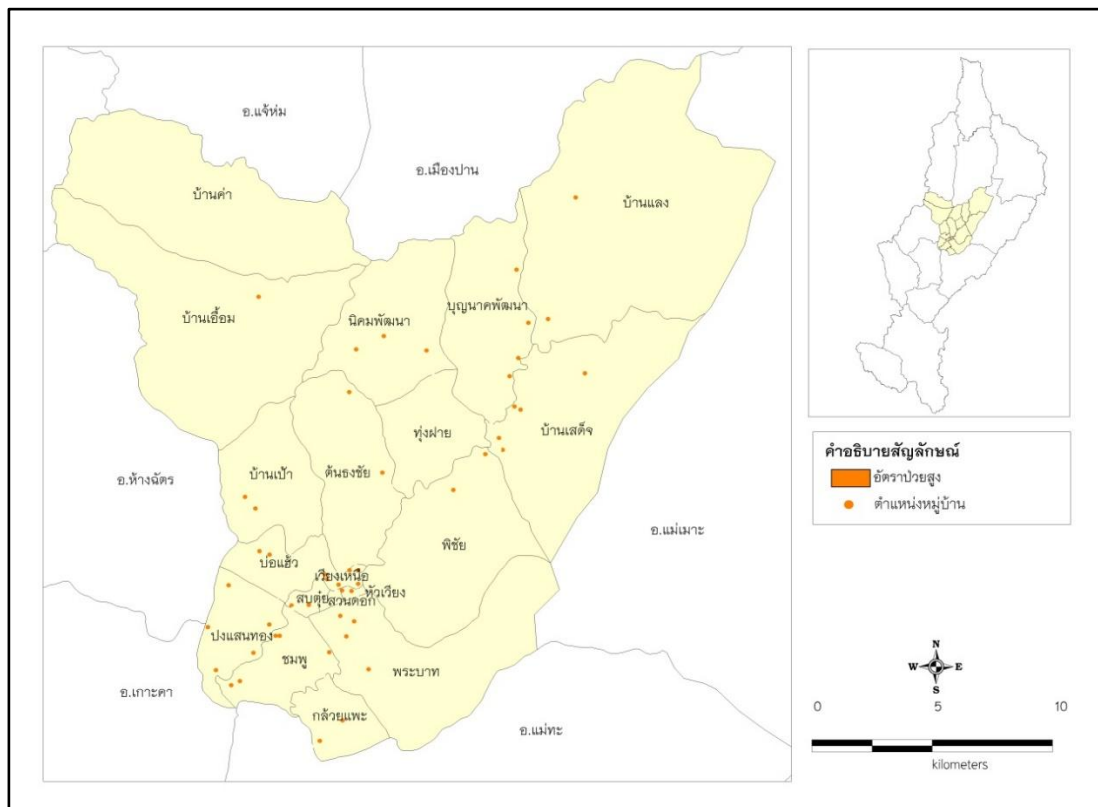 อ.แจ้ห่ม
อ.เมืองปาน
บ้านค่า
บ้านแลง
บ้านเอื้อม
นิคมพัฒนา
บุญนาคพัฒนา
ทุ่งฝาย
บ้านเสด็จ
บ้านเป้า
ต้นธงชัย
อ.ห้างฉัตร
พิชัย
อ.แม่เมาะ
บ่อแฮ้ว
เวียงเหนือ
หัวเวียง
สบตุ๋ย
สวนดอก
ปงแสนทอง
ชมพู
พระบาท
อ.เกาะคา
กล้วยแพะ
อ.แม่ทะ
คำอธิบายสัญลักษณ์
อัตราป่วยสูง
ตำแหน่งหมู่บ้าน
N
W E
S
0 5 10
kilometers